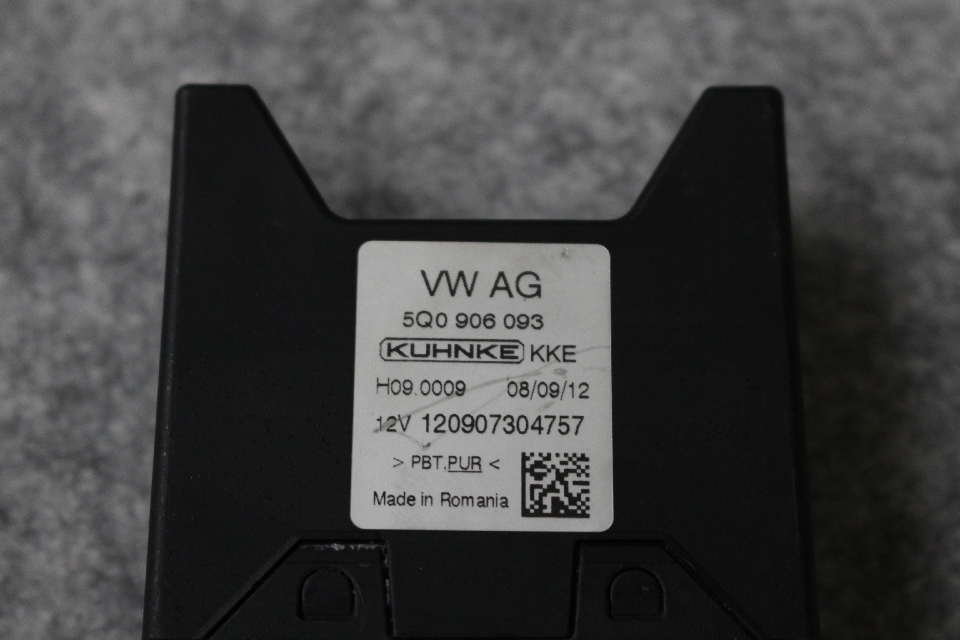 VW AG
5Q0 906 093
KUHNKE KKE
H09.0009 08/09/12
12V 120907304757
> PBT,PUR <
Made in Romania